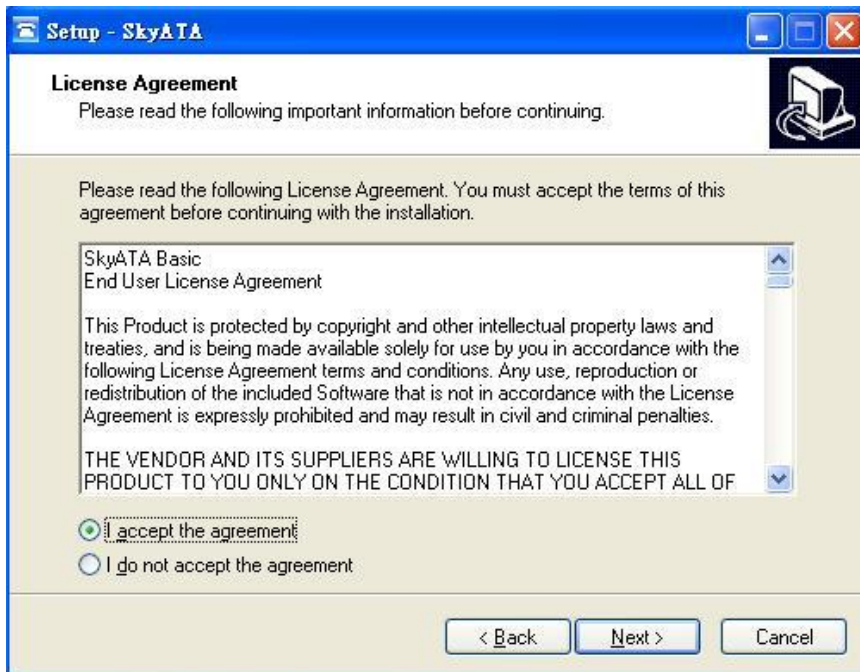 Setup - SkyATA
License Agreement
Please read the following important information before continuing.
Please read the following License Agreement. You must accept the terms of this
agreement before continuing with the installation.
SkyATA Basic
End User License Agreement
This Product is protected by copyright and other intellectual property laws and
treaties, and is being made available solely for use by you in accordance with the
following License Agreement terms and conditions. Any use, reproduction or
redistribution of the included Software that is not in accordance with the License
Agreement is expressly prohibited and may result in civil and criminal penalties.
THE VENDOR AND ITS SUPPLIERS ARE WILLING TO LICENSE THIS
PRODUCT TO YOU ONLY ON THE CONDITION THAT YOU ACCEPT ALL OF
I accept the agreement
I do not accept the agreement
< Back Next > Cancel